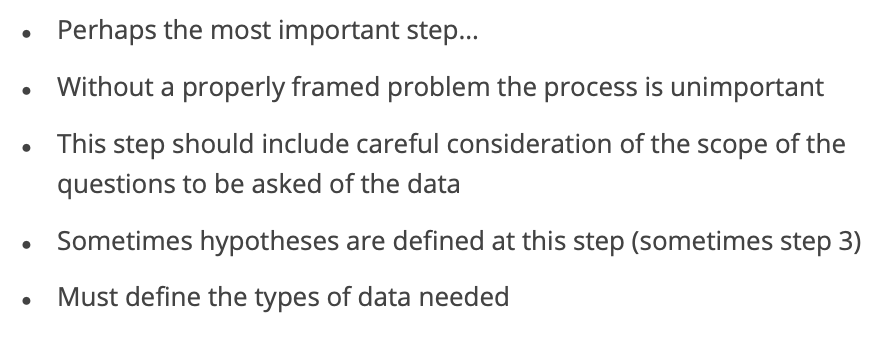 • Perhaps the most important step...
• Without a properly framed problem the process is unimportant
• This step should include careful consideration of the scope of the
questions to be asked of the data
• Sometimes hypotheses are defined at this step (sometimes step 3)
• Must define the types of data needed